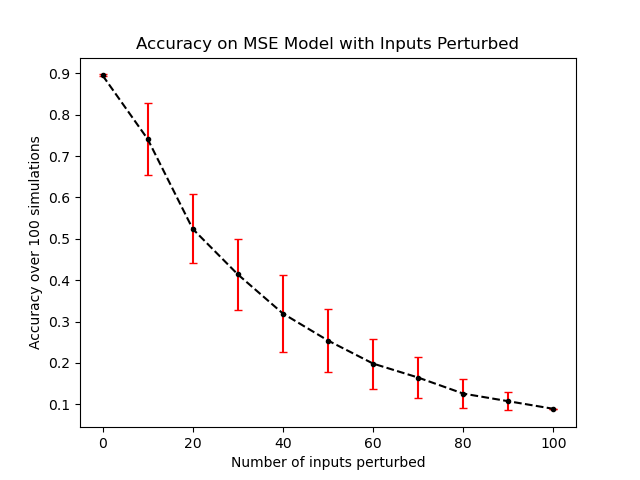 Accuracy on MSE Model with Inputs Perturbed
Accuracy over 100 simulations
0.9
0.8
0.7
0.6
0.5
0.4
0.3
0.2
0.1
0 20 40 60 80 100
Number of inputs perturbed